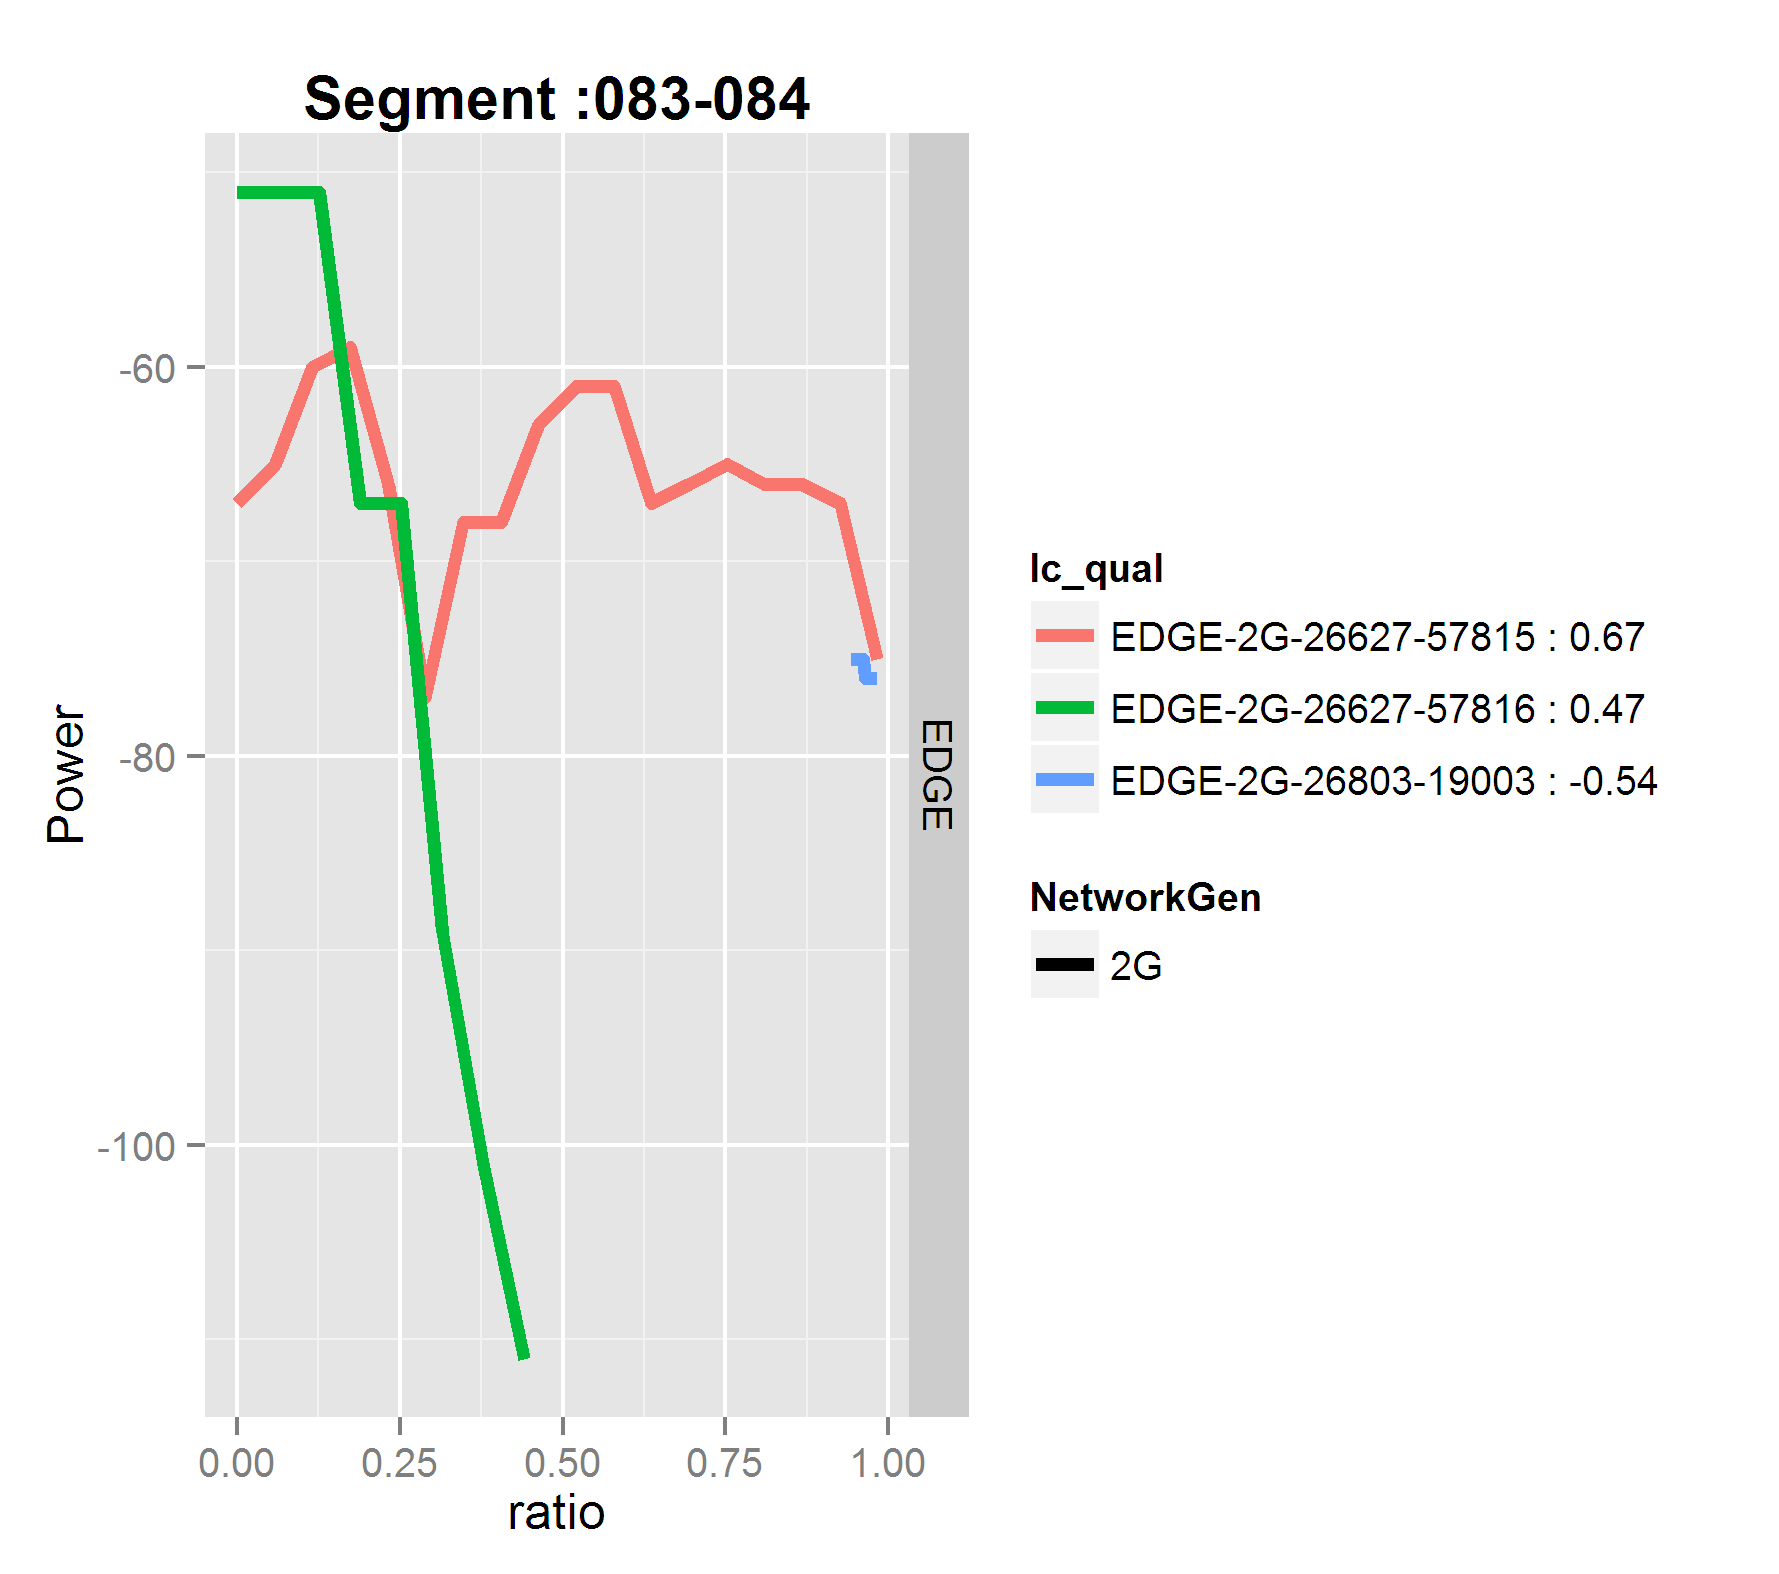 Segment :083-084
Power
-60
-80
-100
0.00 0.25 0.50 0.75 1.00
ratio
EDGE
lc_qual
EDGE-2G-26627-57815 : 0.67
EDGE-2G-26627-57816 : 0.47
EDGE-2G-26803-19003 : -0.54
NetworkGen
2G